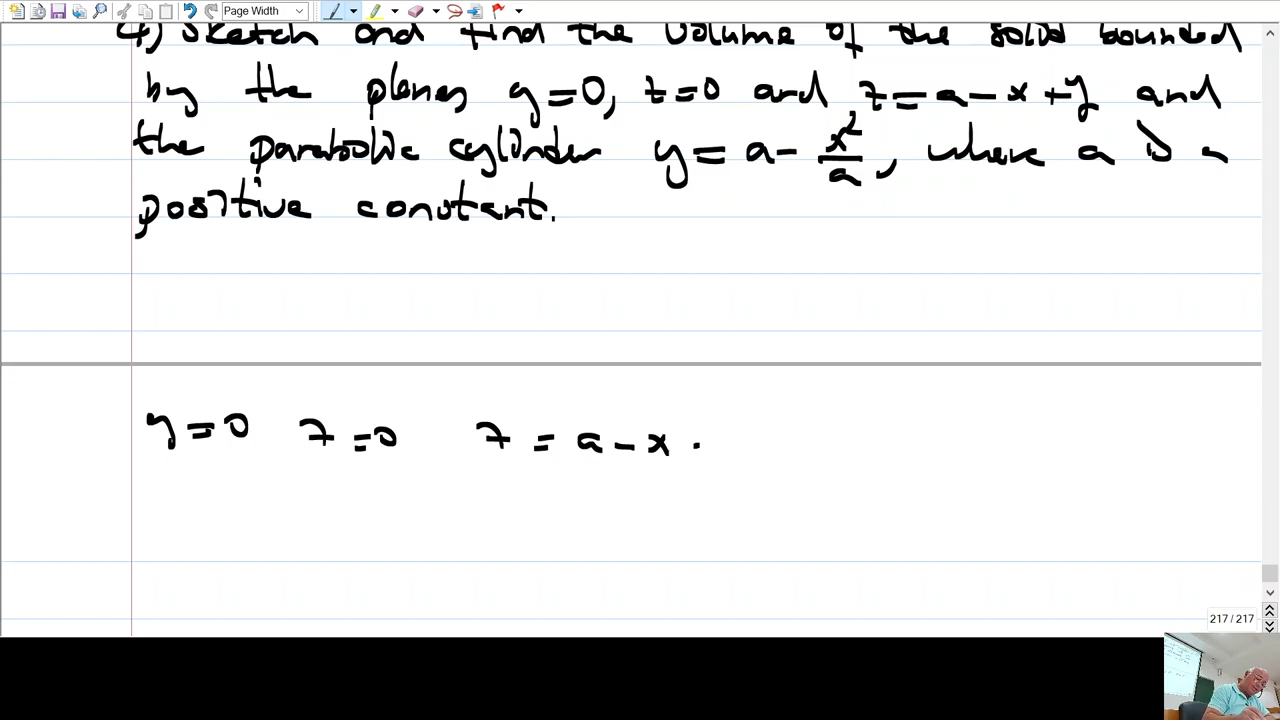 Page Width
4) Sketch and find the volume of the solid bounded
by the planes y=0, z=0 and z=a-x+y and
the parabolic cylinder y=a-x²/a, where a is a
positive constant.
y=0 z=0 z=a-x
217/217